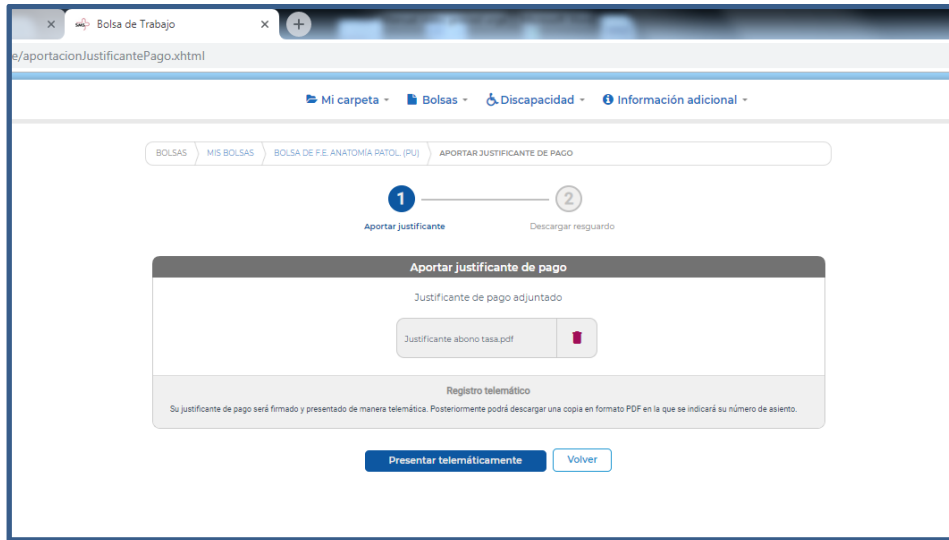 SMS Bolsa de Trabajo
e/aportacionJustificantePago.xhtml
Mi carpeta Bolsas Discapacidad Información adicional
BOLSAS MIS BOLSAS BOLSA DE F.E. ANATOMÍA PATOL. (PU) APORTAR JUSTIFICANTE DE PAGO
1 2
Aportar justificante Descargar resguardo
Aportar justificante de pago
Justificante de pago adjuntado
Justificante abono tasa.pdf
Registro telemático
Su justificante de pago será firmado y presentado de manera telemática. Posteriormente podrá descargar una copia en formato PDF en la que se indicará su número de asiento.
Presentar telemáticamente Volver